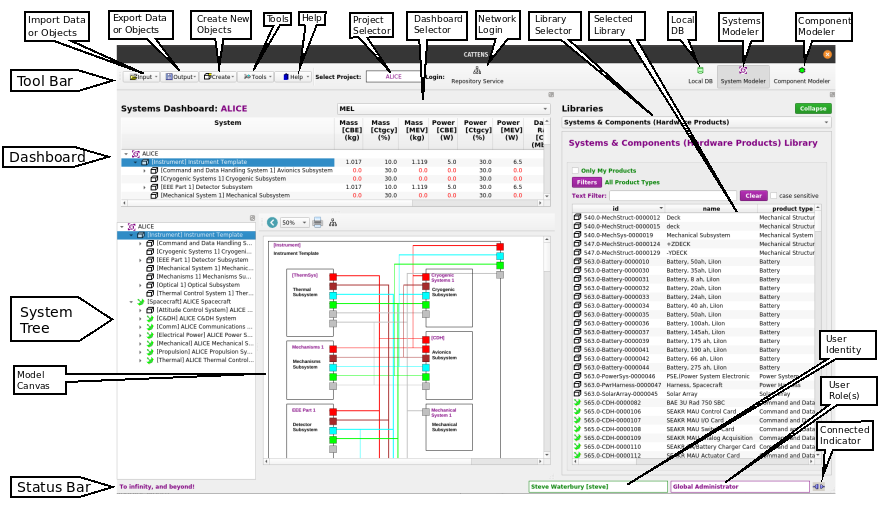 Import Data or Objects
Export Data or Objects
Create New Objects
Tools
Help
Project Selector
Dashboard Selector
Network Login
Library Selector
Selected Library
Local DB
Systems Modeler
Component Modeler
CATTENS
Tool Bar
Input
Output
Create
Tools
Help
Select Project:
ALICE
Login:
Repository Service
Local DB
System Modeler
Component Modeler
Systems Dashboard: ALICE
MEL
System
Mass [CBE] (kg)
Mass [Ctgcy] (%)
Mass [MEV] (kg)
Power [CBE] (W)
Power [Ctgcy] (%)
Power [MEV] (W)
Dashboard
ALICE
[Instrument] Instrument Template 1.017 10.0 1.119 5.0 30.0 6.5
[Command and Data Handling System 1] Avionics Subsystem 0.0 30.0 0.0 0.0 30.0 0.0
[Cryogenic Systems 1] Cryogenic Subsystem 0.0 30.0 0.0 0.0 30.0 0.0
[EEE Part 1] Detector Subsystem 1.017 10.0 1.119 5.0 30.0 6.5
[Mechanical System 1] Mechanical Subsystem 0.0 30.0 0.0 0.0 30.0 0.0
System Tree
ALICE
[Instrument] Instrument Template
[Command and Data Handling S...
[Cryogenic Systems 1] Cryogeni...
[EEE Part 1] Detector Subsystem
[Mechanical System 1] Mechanic...
[Mechanisms 1] Mechanisms Su...
[Optical 1] Optical Subsystem
[Thermal Control System 1] Ther...
[Spacecraft] ALICE Spacecraft
[Attitude Control System] ALICE ...
[C&DH] ALICE C&DH System
[Comm] ALICE Communications ...
[Electrical Power] ALICE Power S...
[Mechanical] ALICE Mechanical S...
[Propulsion] ALICE Propulsion Sy...
[Thermal] ALICE Thermal Control...
Model Canvas
50%
[Instrument]
Instrument Template
[ThermSys]
Thermal Subsystem
Cryogenic Systems 1
Cryogenic Subsystem
Mechanisms 1
Mechanisms Subsystem
[CDH]
Avionics Subsystem
EEE Part 1
Detector Subsystem
Mechanical System 1
Mechanical Subsystem
Libraries
Collapse
Systems & Components (Hardware Products)
Systems & Components (Hardware Products) Library
Only My Products
Filters
All Product Types
Text Filter:
Clear
case sensitive
id name product type
540.0-MechStruct-0000012 Deck Mechanical Structur
540.0-MechStruct-0000015 deck Mechanical Structur
540.0-MechSys-0000019 Mechanical Subsystem Mechanical System
547.0-MechStruct-0000124 +ZDECK Mechanical Structur
547.0-MechStruct-0000129 -YDECK Mechanical Structur
563.0-Battery-0000010 Battery, 50ah, LiIon Battery
563.0-Battery-0000030 Battery, 35ah, LiIon Battery
563.0-Battery-0000031 Battery, 8 ah, LiIon Battery
563.0-Battery-0000032 Battery, 20ah, LiIon Battery
563.0-Battery-0000033 Battery, 24ah, LiIon Battery
563.0-Battery-0000034 Battery, 40 ah, LiIon Battery
563.0-Battery-0000035 Battery, 50ah, LiIon Battery
563.0-Battery-0000036 Battery, 100ah, LiIon Battery
563.0-Battery-0000037 Battery, 145 ah, LiIon Battery
563.0-Battery-0000039 Battery, 175 ah, LiIon Battery
563.0-Battery-0000041 Battery, 190 ah, LiIon Battery
563.0-Battery-0000042 Battery, 66 ah, LiIon Battery
563.0-Battery-0000044 Battery, 275 ah, LiIon Battery
563.0-PowerSys-0000046 PSE,Power System Electronic Power System
563.0-PwrHarness-0000047 Harness, Spacecraft
563.0-SolarArray-0000045 Solar Array Solar Array
565.0-CDH-0000082 BAE 3U Rad 750 SBC Command and Data
565.0-CDH-0000106 SEAKR MAU Control Card Command and Data
565.0-CDH-0000107 SEAKR MAU I/O Card Command and Data
565.0-CDH-0000108 SEAKR MAU Card Command and Data
565.0-CDH-0000109 SEAKR MAU Analog Acquisition Command and Data
565.0-CDH-0000110 SEAKR Battery Charger Card Command and Data
565.0-CDH-0000112 SEAKR MAU Actuator Card Command and Data
User Identity
User Role(s)
Connected Indicator
Status Bar
To infinity, and beyond!
Steve Waterbury [steve]
Global Administrator